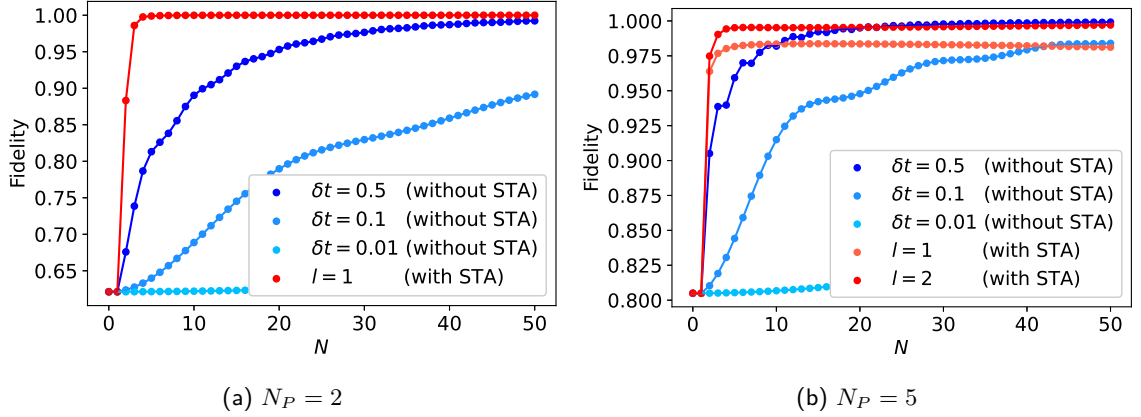 1.00
0.95
0.90
0.85
0.80
0.75
0.70
0.65
Fidelity
δt = 0.5 (without STA)
δt = 0.1 (without STA)
δt = 0.01 (without STA)
l = 1 (with STA)
0 10 20 30 40 50
N
(a) N_P = 2
1.000
0.975
0.950
0.925
0.900
0.875
0.850
0.825
0.800
Fidelity
δt = 0.5 (without STA)
δt = 0.1 (without STA)
δt = 0.01 (without STA)
l = 1 (with STA)
l = 2 (with STA)
0 10 20 30 40 50
N
(b) N_P = 5